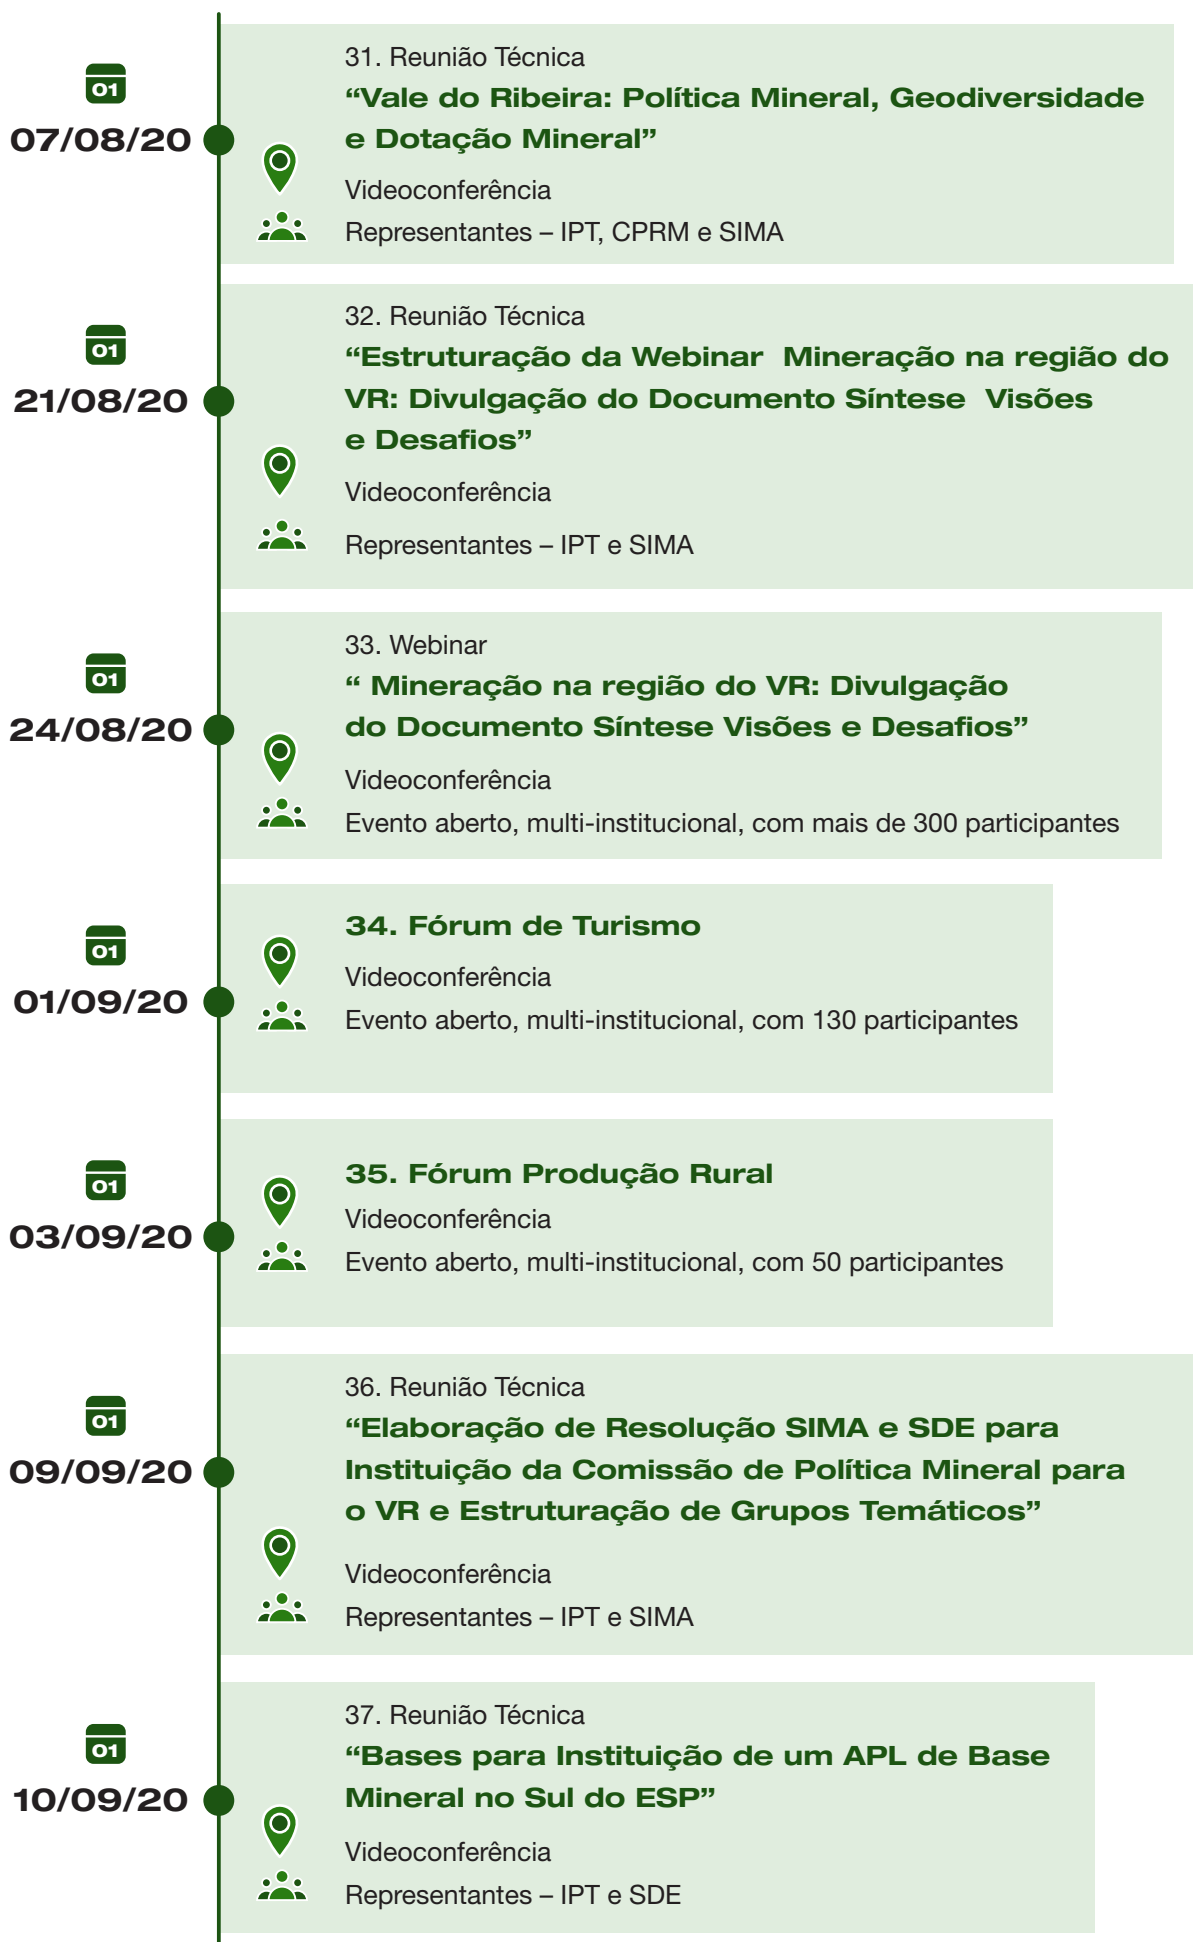 31. Reunião Técnica
01
“Vale do Ribeira: Política Mineral, Geodiversidade
07/08/20
e Dotação Mineral”
Videoconferência
Representantes – IPT, CPRM e SIMA
32. Reunião Técnica
01
“Estruturação da Webinar  Mineração na região do
21/08/20
VR: Divulgação do Documento Síntese  Visões
e Desafios”
Videoconferência
Representantes – IPT e SIMA
33. Webinar
01
“ Mineração na região do VR: Divulgação
24/08/20
do Documento Síntese Visões e Desafios”
Videoconferência
Evento aberto, multi-institucional, com mais de 300 participantes
01
01/09/20
34. Fórum de Turismo
Videoconferência
Evento aberto, multi-institucional, com 130 participantes
01
03/09/20
35. Fórum Produção Rural
Videoconferência
Evento aberto, multi-institucional, com 50 participantes
36. Reunião Técnica
01
“Elaboração de Resolução SIMA e SDE para
09/09/20
Instituição da Comissão de Política Mineral para
o VR e Estruturação de Grupos Temáticos”
Videoconferência
Representantes – IPT e SIMA
37. Reunião Técnica
01
“Bases para Instituição de um APL de Base
10/09/20
Mineral no Sul do ESP”
Videoconferência
Representantes – IPT e SDE